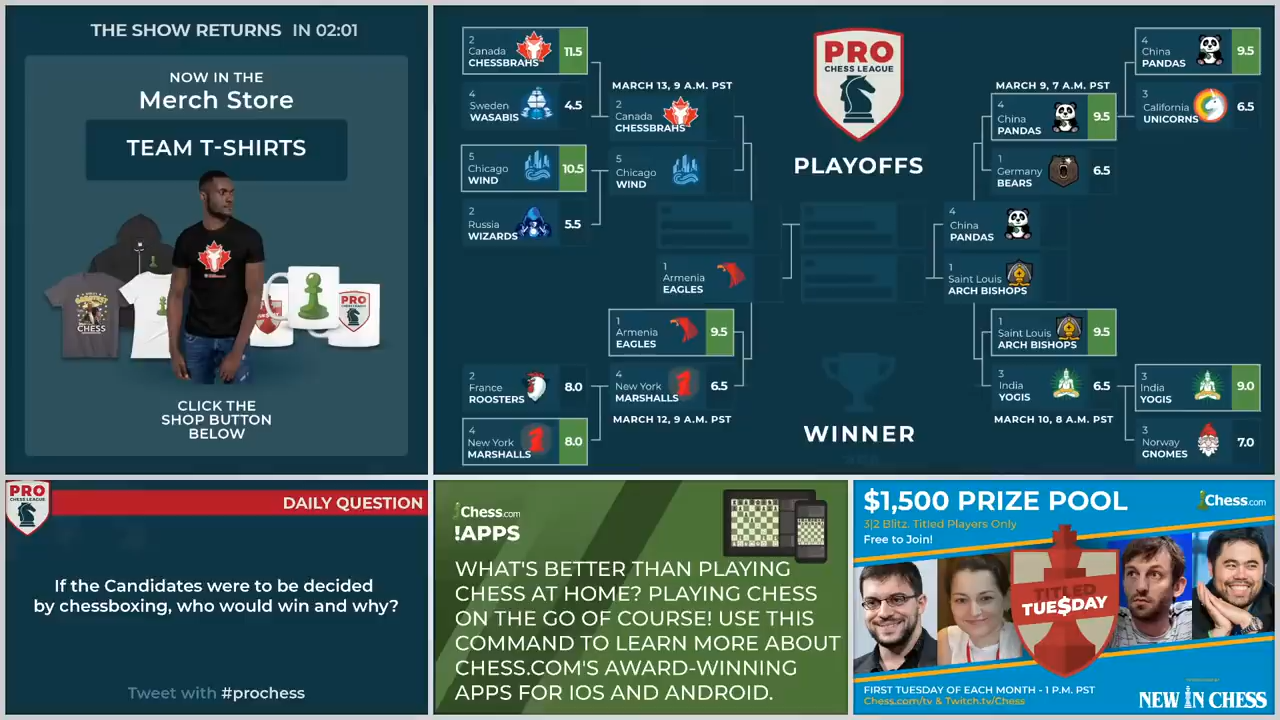 THE SHOW RETURNS IN 02:01
NOW IN THE
Merch Store
TEAM T-SHIRTS
CHESS
PRO
CLICK THE
SHOP BUTTON
BELOW
2
Canada
CHESSBRAHS
11.5
4
Sweden
WASABIS
4.5
5
Chicago
WIND
10.5
2
Russia
WIZARDS
5.5
MARCH 13, 9 A.M. PST
2
Canada
CHESSBRAHS
5
Chicago
WIND
1
Armenia
EAGLES
1
Armenia
EAGLES
9.5
2
France
ROOSTERS
8.0
4
New York
MARSHALLS
8.0
4
New York
MARSHALLS
6.5
MARCH 12, 9 A.M. PST
PRO
CHESS LEAGUE
PLAYOFFS
WINNER
MARCH 9, 7 A.M. PST
4
China
PANDAS
9.5
1
Germany
BEARS
6.5
4
China
PANDAS
9.5
3
California
UNICORNS
6.5
4
China
PANDAS
1
Saint Louis
ARCH BISHOPS
1
Saint Louis
ARCH BISHOPS
9.5
3
India
YOGIS
6.5
MARCH 10, 8 A.M. PST
3
India
YOGIS
9.0
3
Norway
GNOMES
7.0
PRO
CHESS LEAGUE
DAILY QUESTION
If the Candidates were to be decided
by chessboxing, who would win and why?
Tweet with #prochess
Chess.com
!APPS
WHAT'S BETTER THAN PLAYING
CHESS AT HOME? PLAYING CHESS
ON THE GO OF COURSE! USE THIS
COMMAND TO LEARN MORE ABOUT
CHESS.COM'S AWARD-WINNING
APPS FOR IOS AND ANDROID.
$1,500 PRIZE POOL
Chess.com
3|2 Blitz. Titled Players Only
Free to Join!
TITLED
TUE$DAY
FIRST TUESDAY OF EACH MONTH - 1 P.M. PST
Chess.com/tv & Twitch.tv/Chess
NEW IN CHESS